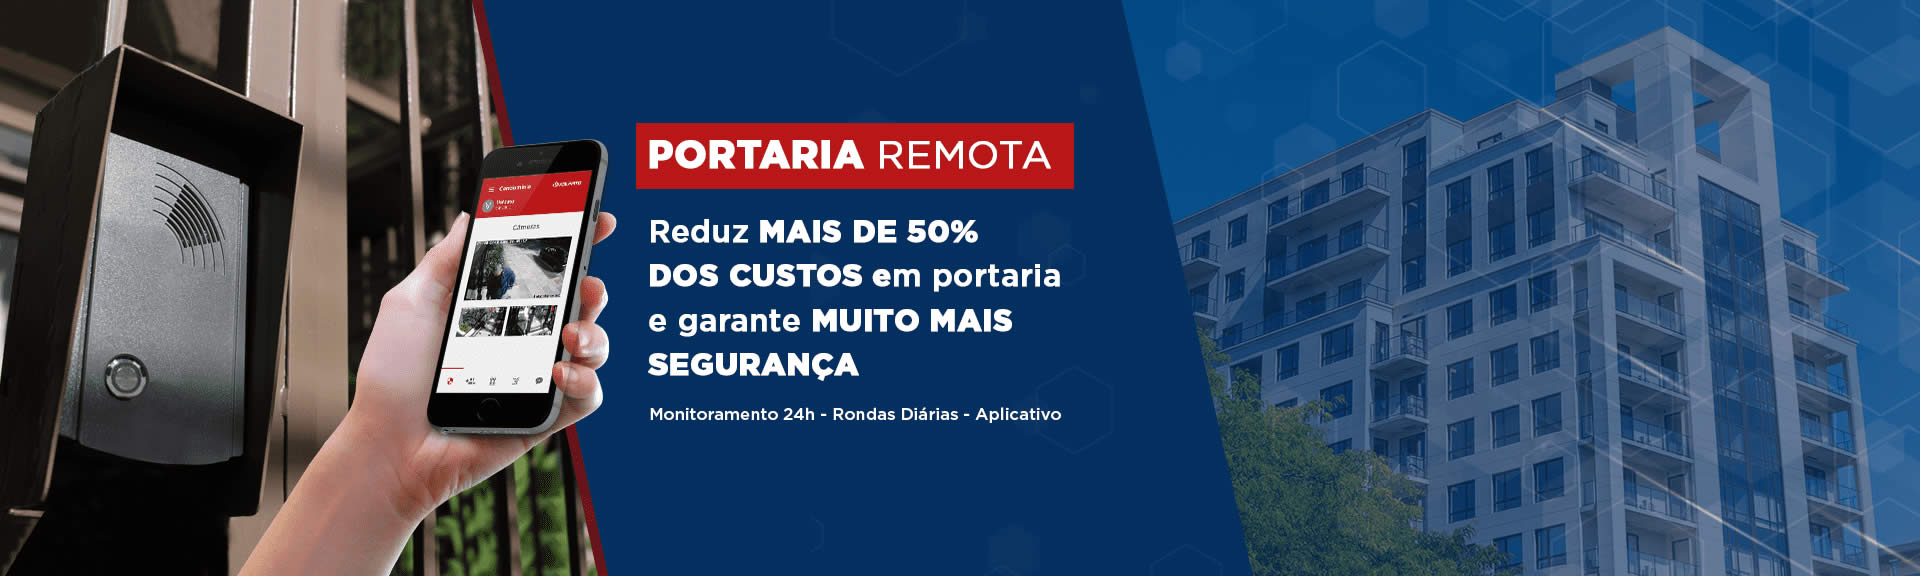 PORTARIA REMOTA
Reduz MAIS DE 50%
DOS CUSTOS em portaria
e garante MUITO MAIS
SEGURANÇA
Monitoramento 24h - Rondas Diárias - Aplicativo
Condomínio
Câmeras